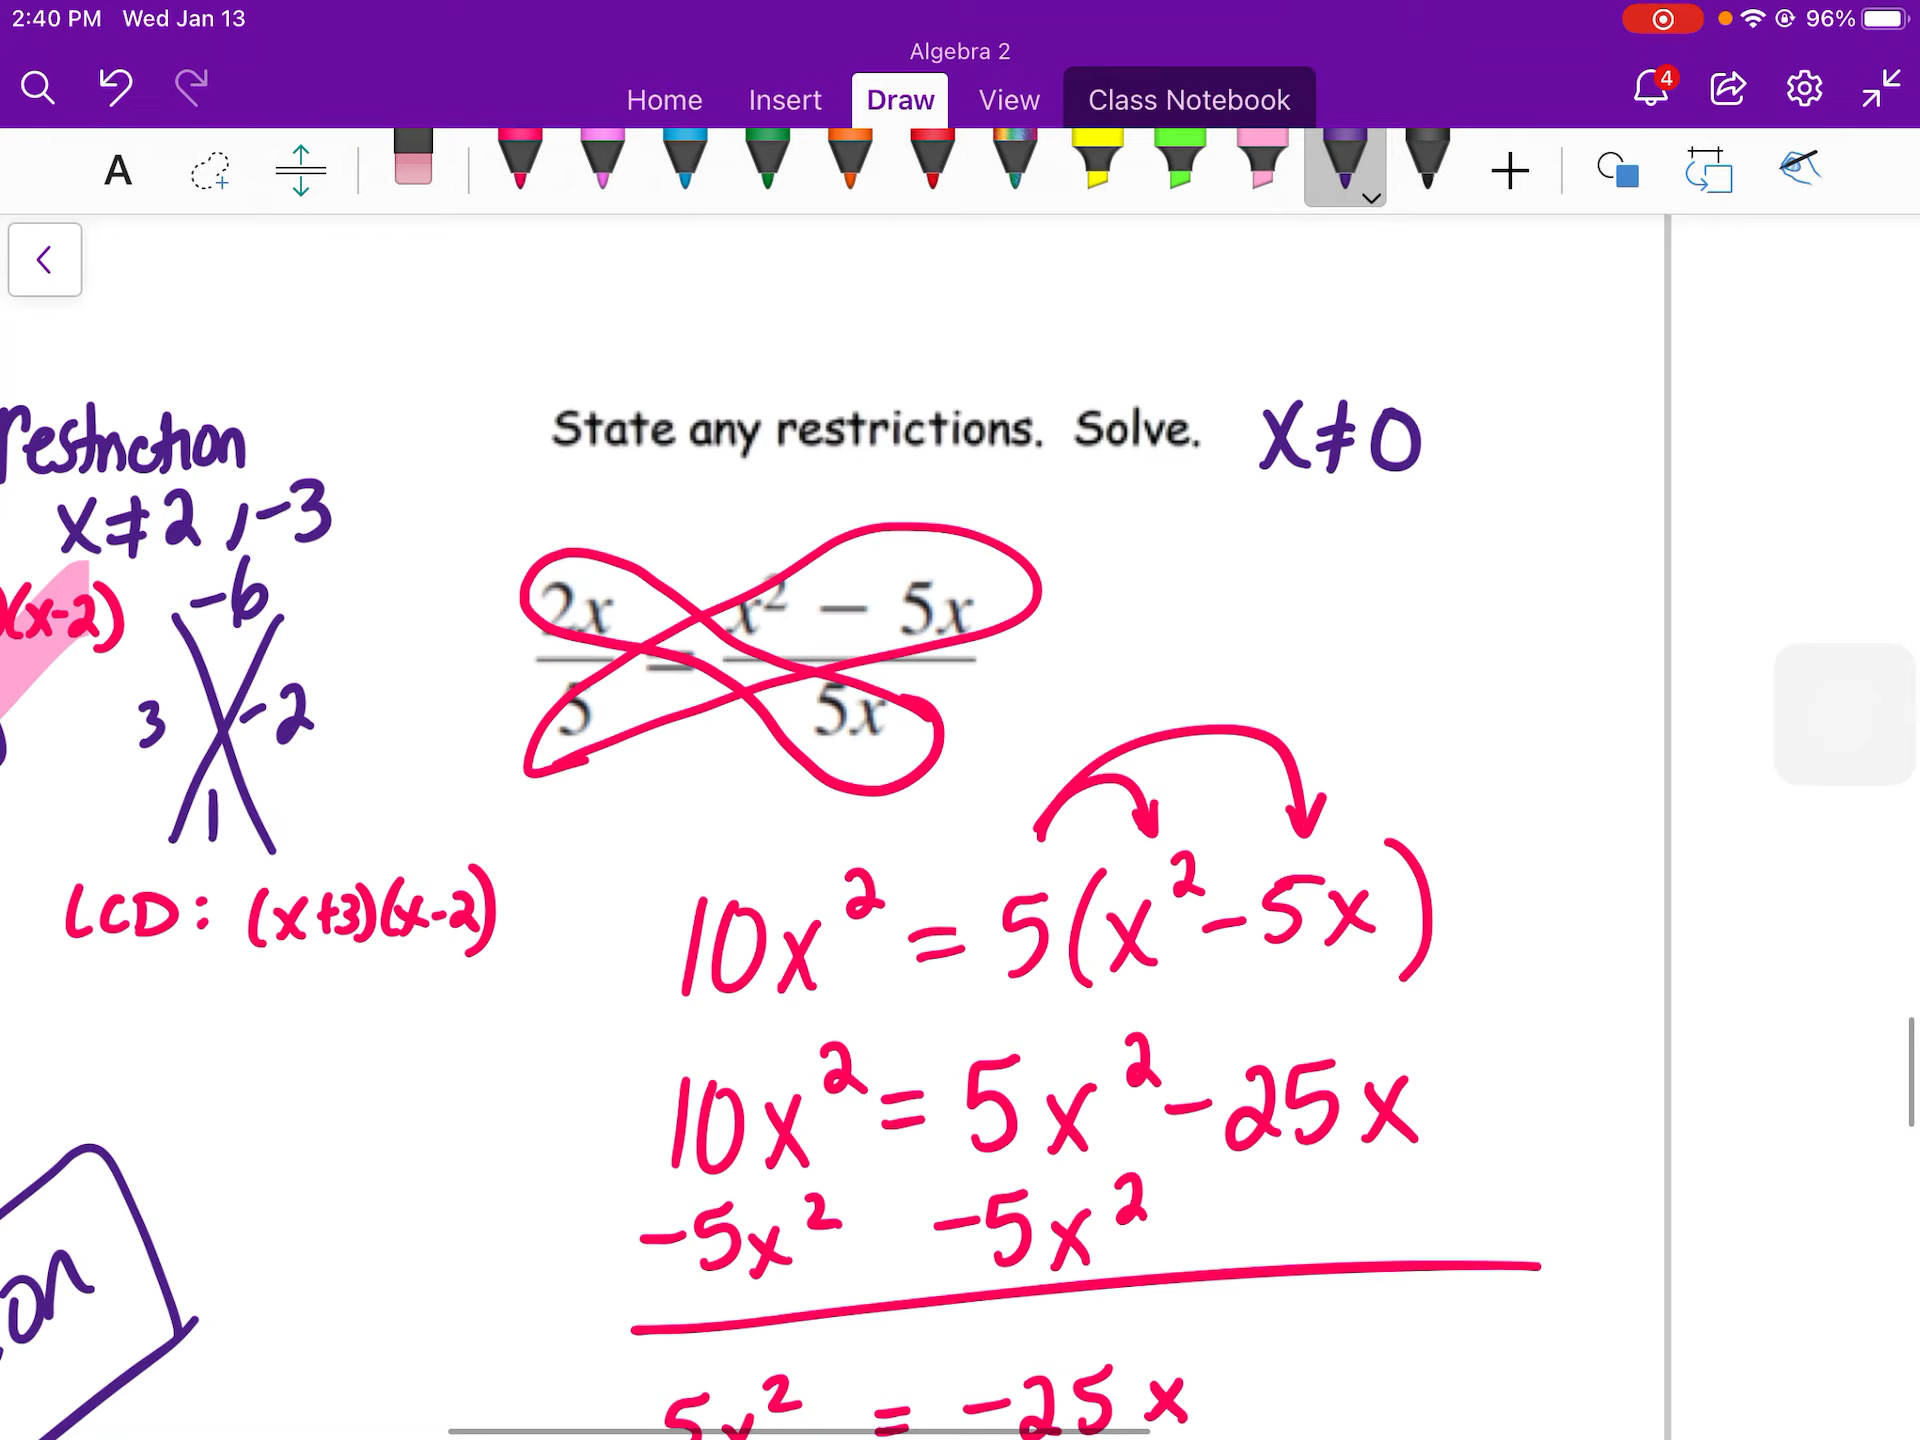 2:40 PM Wed Jan 13
96%
Algebra 2
Home Insert Draw View Class Notebook
4
A
restriction
x ≠ 2, -3
(x-2)
-6
3 -2
1
LCD: (x+3)(x-2)
on
State any restrictions. Solve. x ≠ 0
2x/5 = x² − 5x/5x
10x² = 5(x² - 5x)
10x² = 5x² - 25x
-5x² -5x²
5x² = -25x